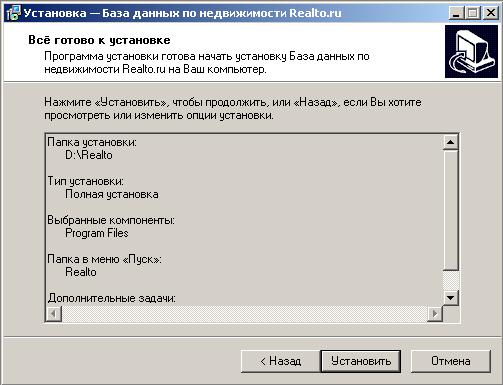 Установка — База данных по недвижимости Realto.ru
Всё готово к установке
Программа установки готова начать установку База данных по
недвижимости Realto.ru на Ваш компьютер.
Нажмите «Установить», чтобы продолжить, или «Назад», если Вы хотите
просмотреть или изменить опции установки.
Папка установки:
D:\Realto
Тип установки:
Полная установка
Выбранные компоненты:
Program Files
Папка в меню «Пуск»:
Realto
Дополнительные задачи:
< Назад
Установить
Отмена